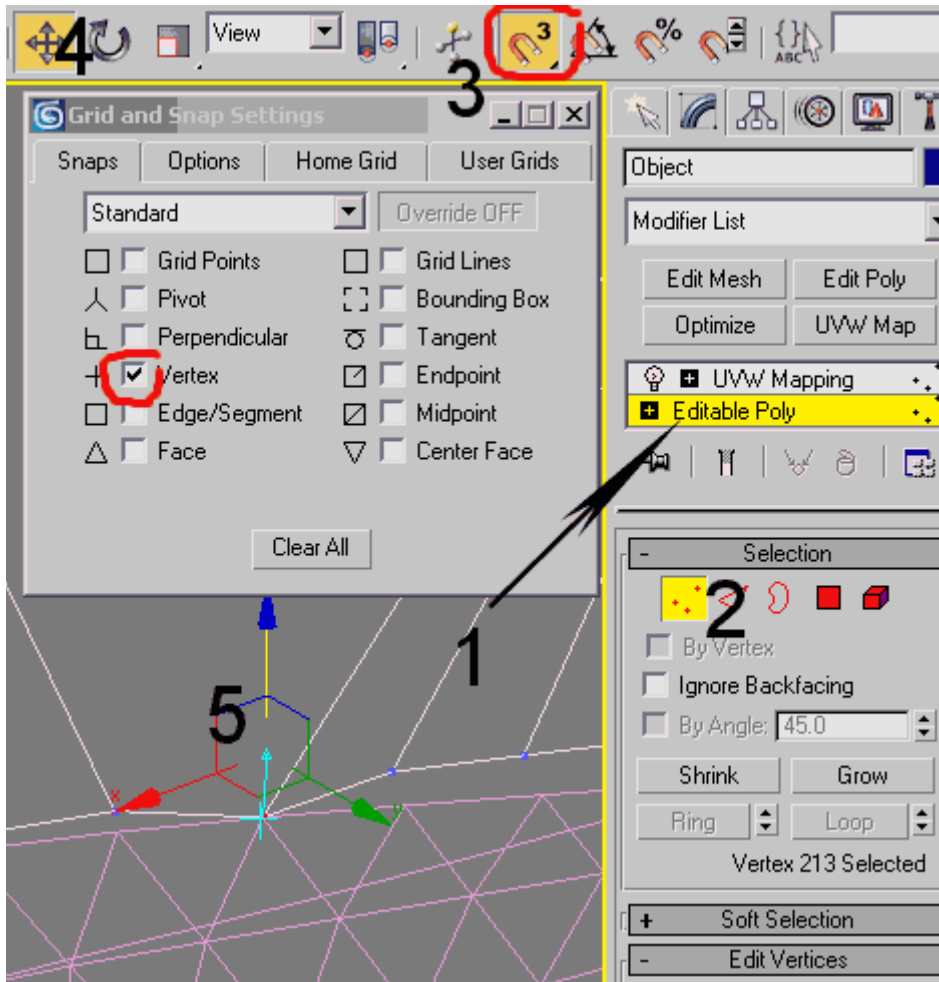 4
View
3
%
{}
ABC
3
Grid and Snap Settings
Snaps
Options
Home Grid
User Grids
Object
Standard
Override OFF
Modifier List
Grid Points
Grid Lines
Edit Mesh
Edit Poly
Pivot
Bounding Box
Optimize
UVW Map
Perpendicular
Tangent
Vertex
Endpoint
UVW Mapping
Edge/Segment
Midpoint
Editable Poly
Face
Center Face
Clear All
- Selection
2
By Vertex
1
Ignore Backfacing
5
By Angle: 45.0
Shrink
Grow
x
y
Ring
Loop
Vertex 213 Selected
+ Soft Selection
- Edit Vertices